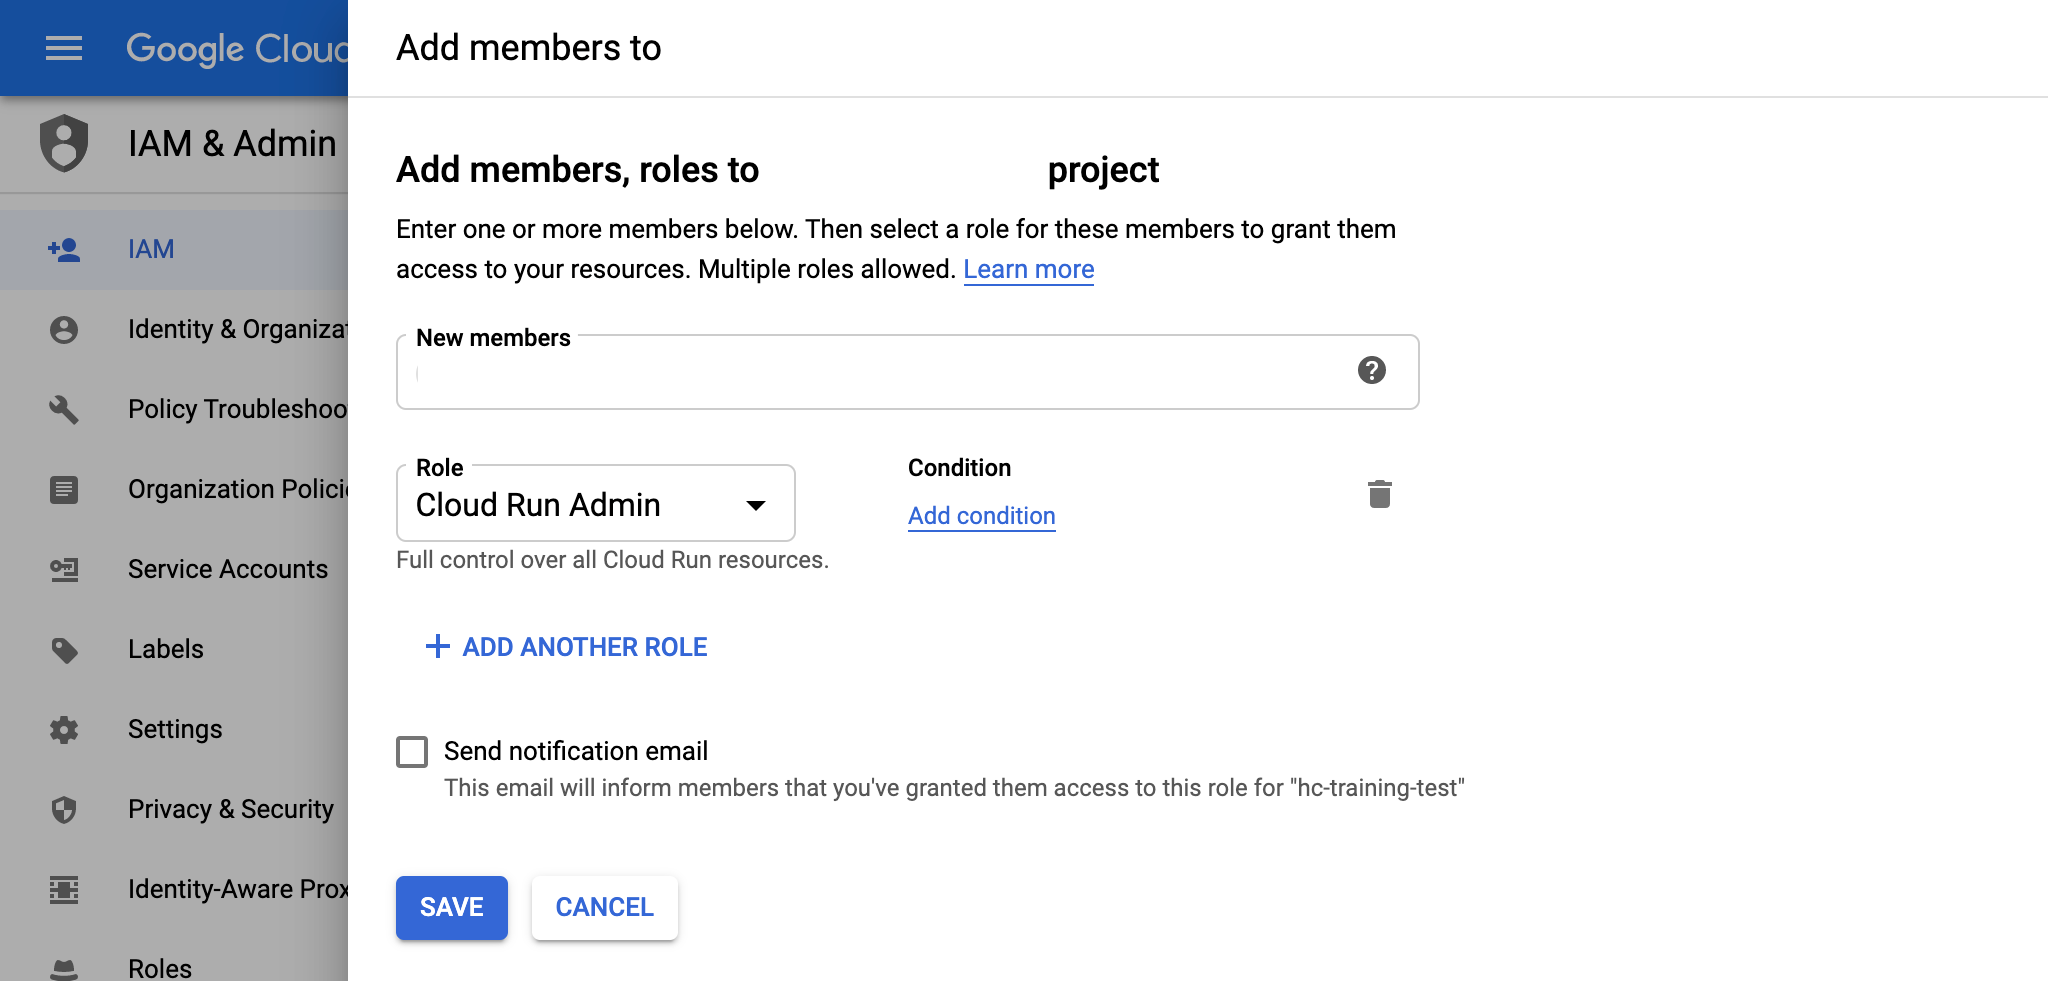 Google Cloud
Add members to
IAM & Admin
IAM
Identity & Organizat
Policy Troubleshoo
Organization Policie
Service Accounts
Labels
Settings
Privacy & Security
Identity-Aware Prox
Roles
Add members, roles to project
Enter one or more members below. Then select a role for these members to grant them
access to your resources. Multiple roles allowed. Learn more
New members
Role
Cloud Run Admin
Full control over all Cloud Run resources.
Condition
Add condition
+ ADD ANOTHER ROLE
Send notification email
This email will inform members that you've granted them access to this role for "hc-training-test"
SAVE
CANCEL